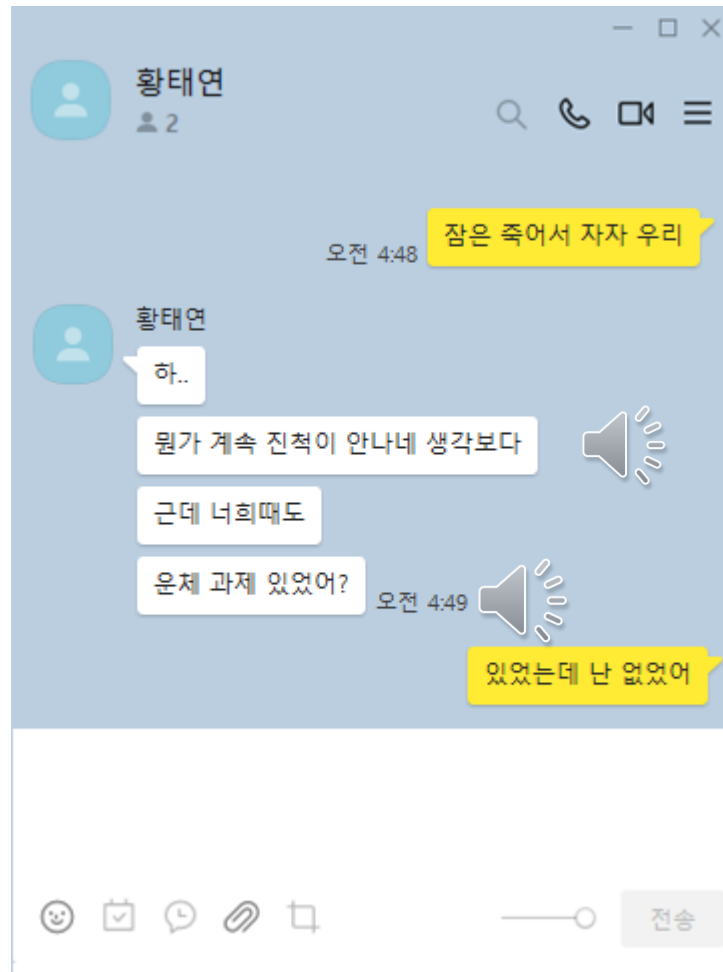 황태연
2
오전 4:48
잠은 죽어서 자자 우리
황태연
하..
뭔가 계속 진척이 안나네 생각보다
근데 너희때도
운체 과제 있었어?
오전 4:49
있었는데 난 없었어
전송